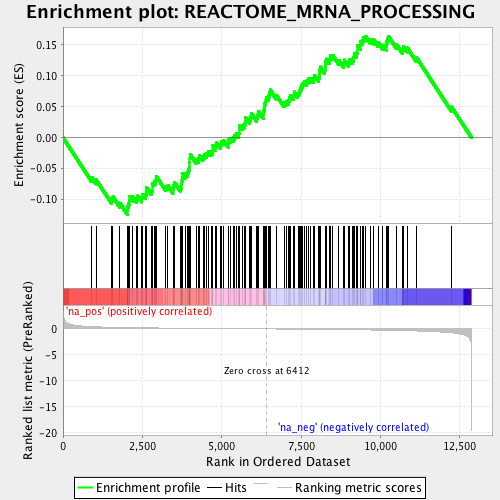 Enrichment plot: REACTOME_MRNA_PROCESSING
Enrichment score (ES)
0.15
0.10
0.05
0.00
-0.05
-0.10
'na_pos' (positively correlated)
Ranked list metric (PreRanked)
0
-5
-10
-15
-20
Zero cross at 6412
'na_neg' (negatively correlated)
0
2,500
5,000
7,500
10,000
12,500
Rank in Ordered Dataset
Enrichment profile
Hits
Ranking metric scores